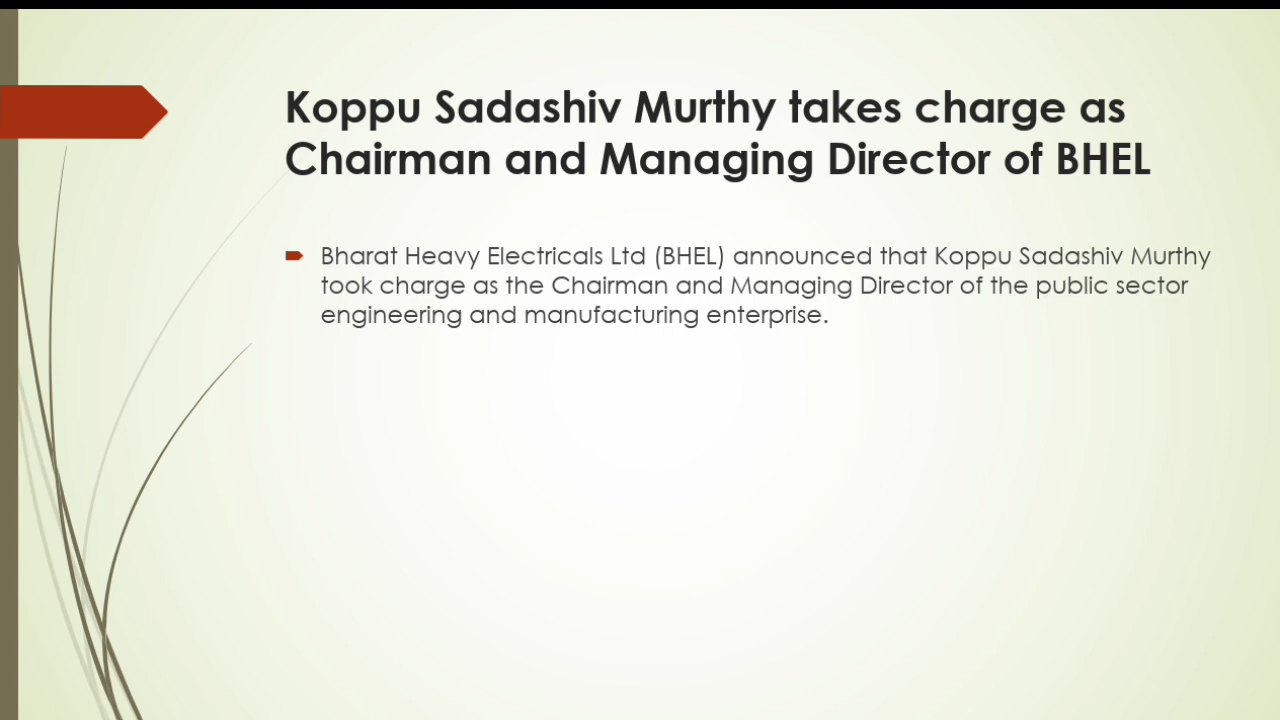 Koppu Sadashiv Murthy takes charge as
Chairman and Managing Director of BHEL
Bharat Heavy Electricals Ltd (BHEL) announced that Koppu Sadashiv Murthy
took charge as the Chairman and Managing Director of the public sector
engineering and manufacturing enterprise.